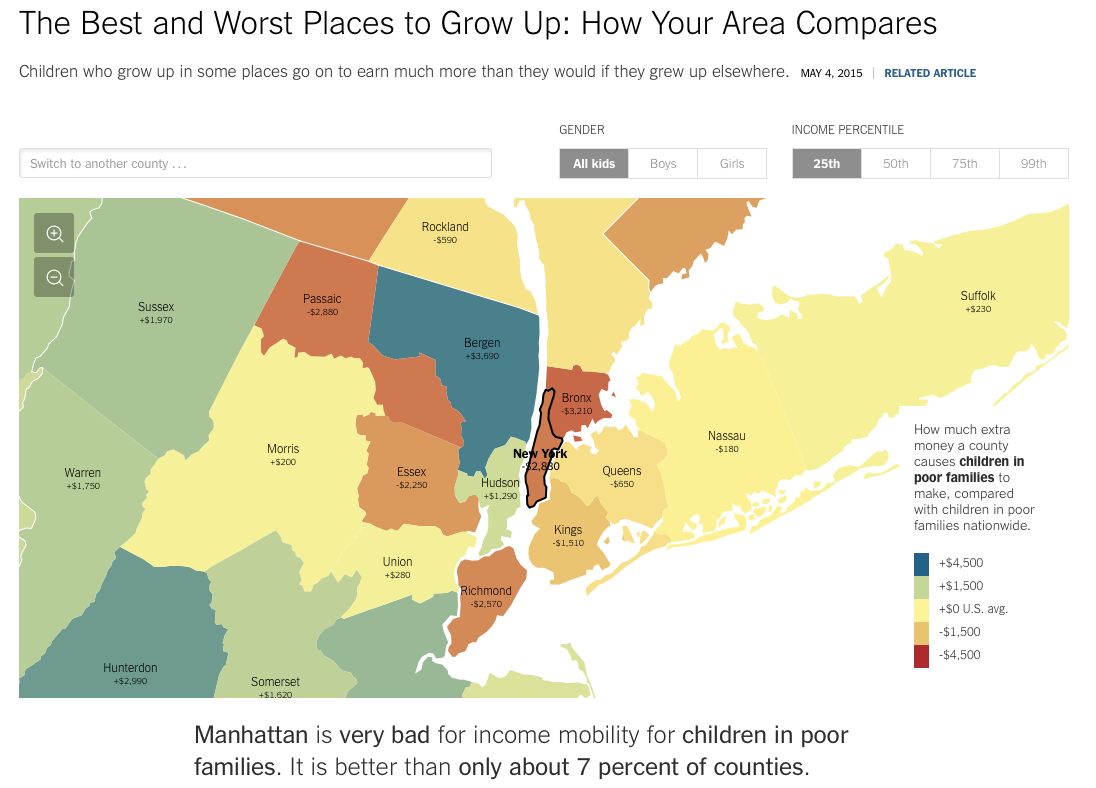 The Best and Worst Places to Grow Up: How Your Area Compares
Children who grow up in some places go on to earn much more than they would if they grew up elsewhere. MAY 4, 2015 | RELATED ARTICLE
GENDER
INCOME PERCENTILE
Switch to another county ...
All kids
Boys
Girls
25th
50th
75th
99th
Rockland
-$590
Sussex
+$1,970
Passaic
-$2,880
Suffolk
+$230
Bergen
+$3,690
Bronx
-$3,210
Morris
+$200
Nassau
-$180
New York
-$2,880
Warren
+$1,750
Essex
-$2,250
Hudson
+$1,290
Queens
-$650
Kings
-$1,510
Union
+$280
Richmond
-$2,570
Hunterdon
+$2,990
Somerset
+$1,620
How much extra
money a county
causes children in
poor families to
make, compared
with children in poor
families nationwide.
+$4,500
+$1,500
+$0 U.S. avg.
-$1,500
-$4,500
Manhattan is very bad for income mobility for children in poor
families. It is better than only about 7 percent of counties.